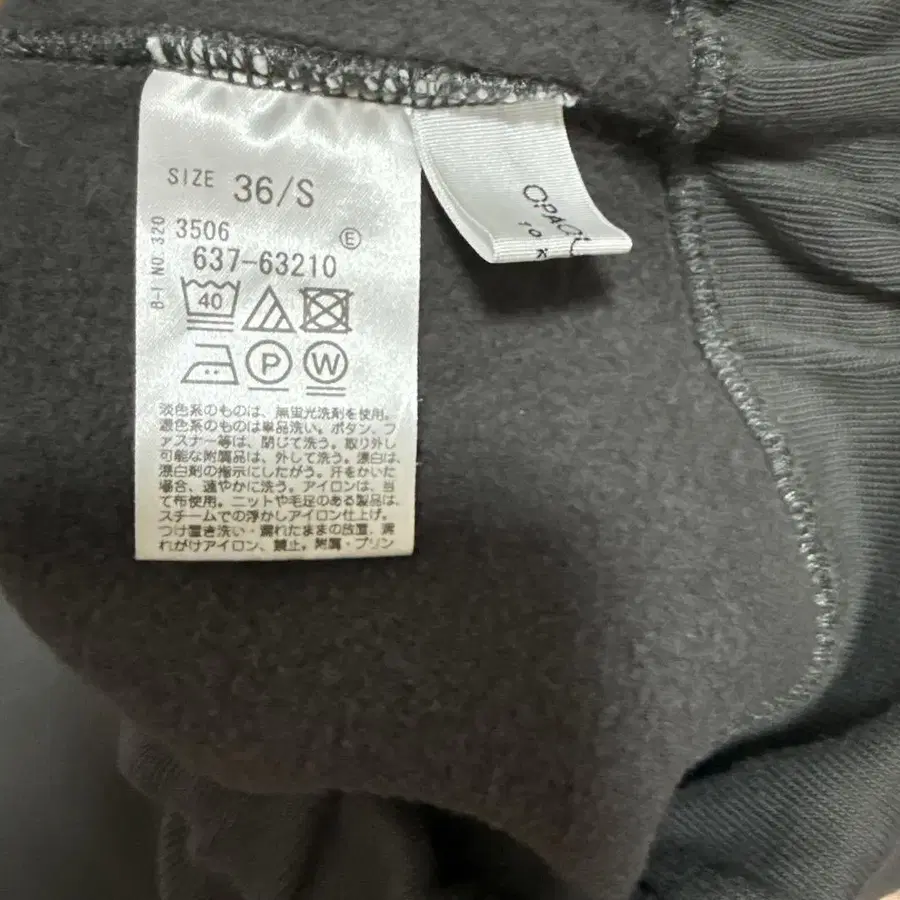 SIZE 36/S
B-I NO 320
3506
E
637-63210
40
P
W
淡色系のものは、無蛍光洗剤を使用。
濃色系のものは単品洗い。ボタン、フ
ァスナー等は、閉じて洗う。取り外し
可能な附属品は、外して洗う。漂白は、
漂白剤の指示にしたがう。汗をかいた
場合、速やかに洗う。アイロンは、当
て布使用。ニットや毛足のある製品は、
スチームでの浮かしアイロン仕上げ。
つけ置き洗い・濡れたままの放置、濡
れがけアイロン、禁止。附属・プリン
OPAQU